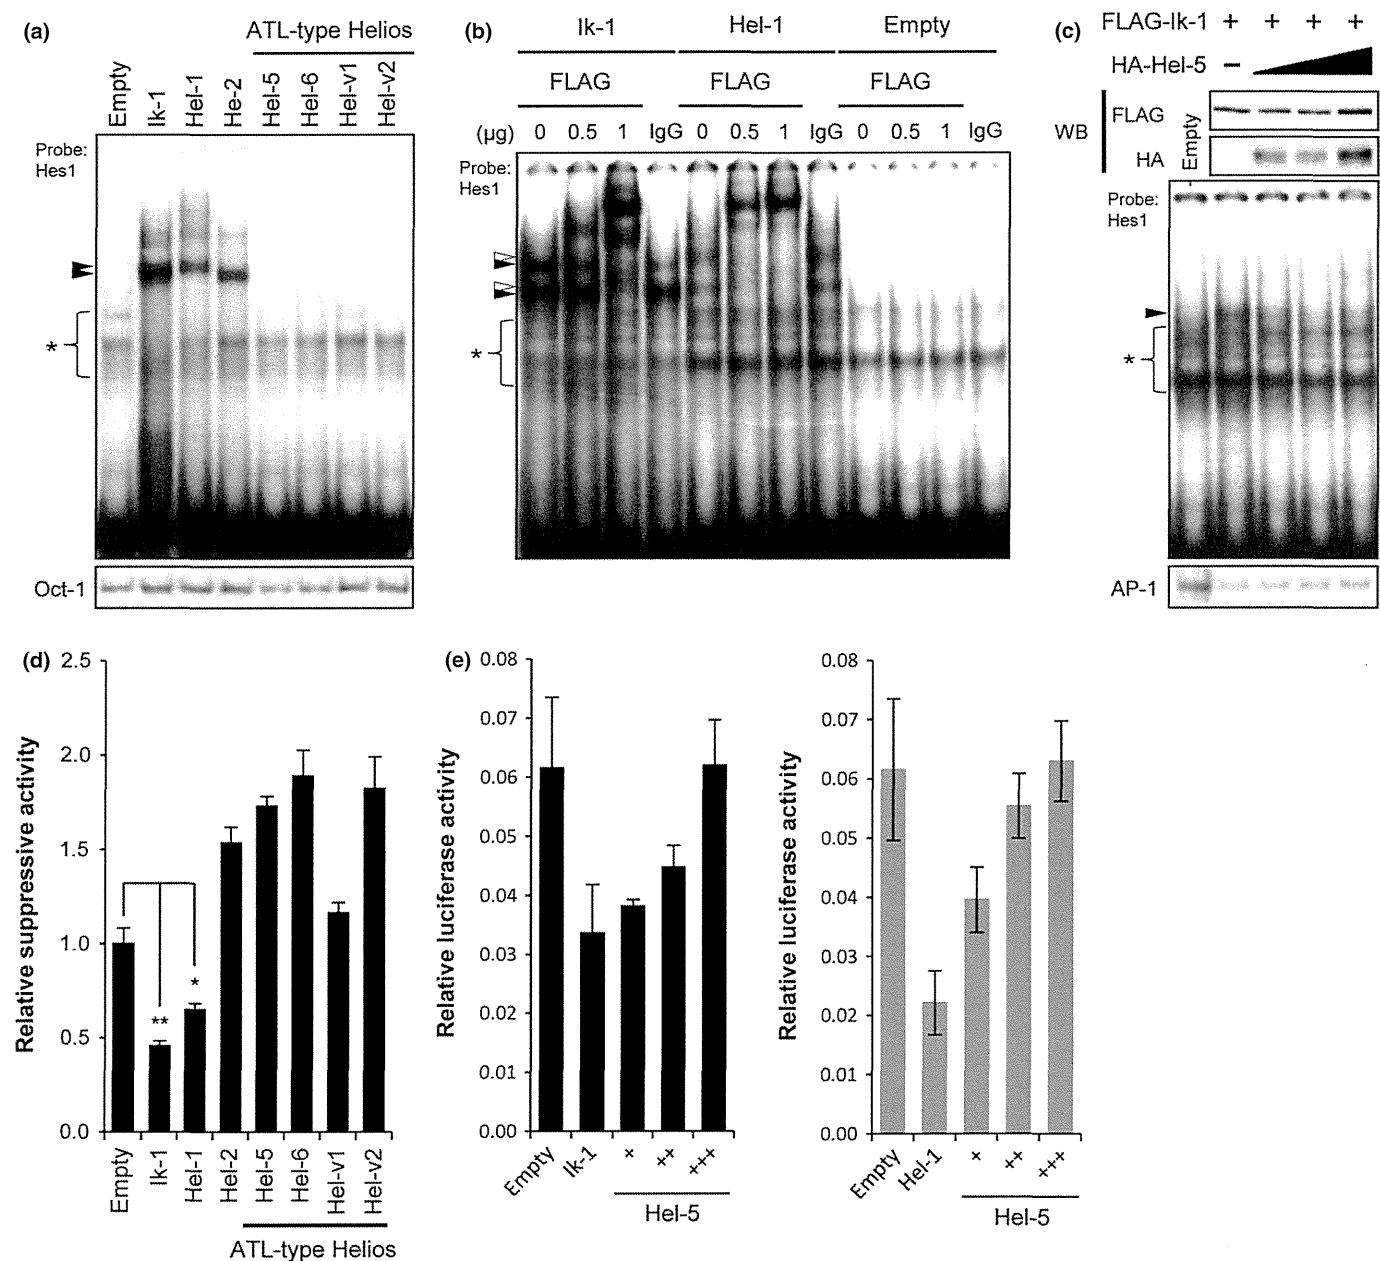 (a)
ATL-type Helios
Empty
Ik-1
Hel-1
He-2
Hel-5
Hel-6
Hel-v1
Hel-v2
Probe:
Hes1
*
Oct-1
(b)
Ik-1 Hel-1 Empty
FLAG FLAG FLAG
(μg) 0 0.5 1 IgG 0 0.5 1 IgG 0 0.5 1 IgG
Probe:
Hes1
*
(c)
FLAG-Ik-1 + + + +
HA-Hel-5 –
WB
FLAG
HA
Empty
Probe:
Hes1
*
AP-1
(d)
Relative suppressive activity
2.5
2.0
1.5
1.0
0.5
0.0
**
*
Empty
Ik-1
Hel-1
Hel-2
Hel-5
Hel-6
Hel-v1
Hel-v2
ATL-type Helios
(e)
Relative luciferase activity
0.08
0.07
0.06
0.05
0.04
0.03
0.02
0.01
0.00
Empty
Ik-1
+
++
+++
Hel-5
Relative luciferase activity
0.08
0.07
0.06
0.05
0.04
0.03
0.02
0.01
0.00
Empty
Hel-1
+
++
+++
Hel-5